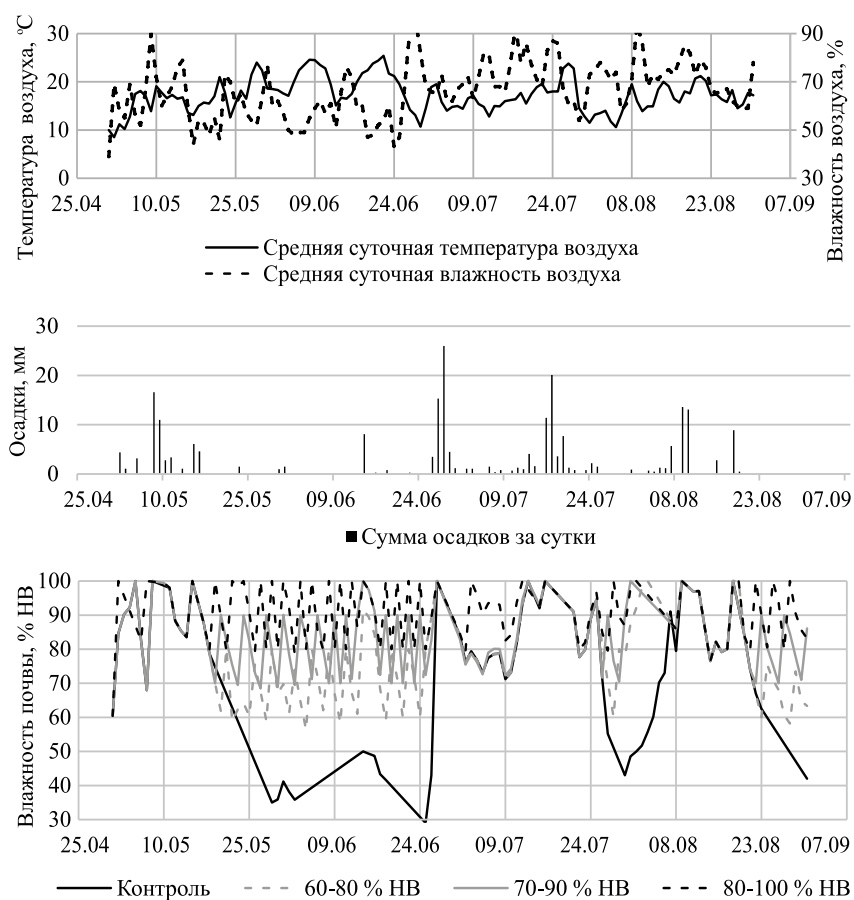 Температура воздуха, °С
30
20
10
0
90
70
50
30
Влажность воздуха, %
25.04 10.05 25.05 09.06 24.06 09.07 24.07 08.08 23.08 07.09
Средняя суточная температура воздуха
Средняя суточная влажность воздуха
Осадки, мм
30
20
10
0
25.04 10.05 25.05 09.06 24.06 09.07 24.07 08.08 23.08 07.09
Сумма осадков за сутки
Влажность почвы, % НВ
100
90
80
70
60
50
40
30
25.04 10.05 25.05 09.06 24.06 09.07 24.07 08.08 23.08 07.09
Контроль 60-80 % НВ 70-90 % НВ 80-100 % НВ